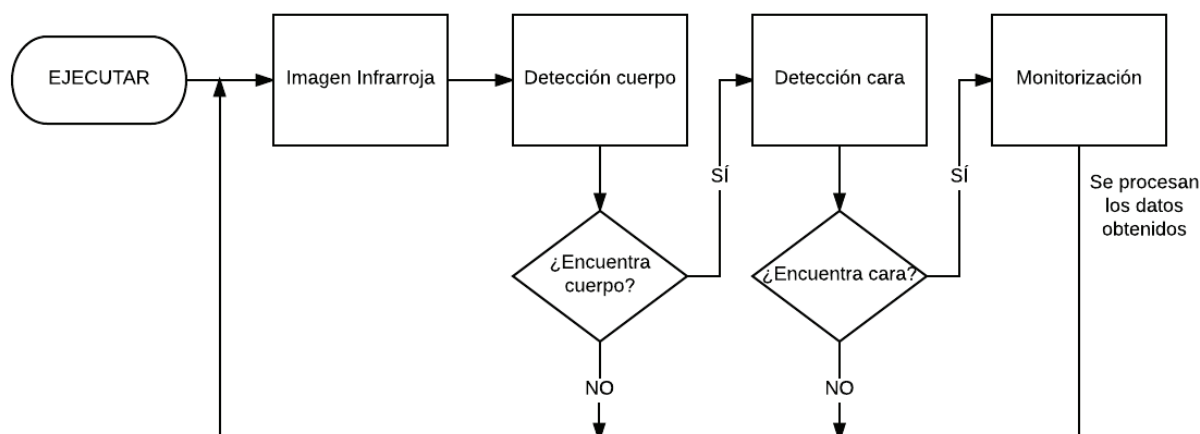 EJECUTAR
Imagen Infrarroja
Detección cuerpo
Detección cara
Monitorización
SÍ
SÍ
Se procesan
los datos
obtenidos
¿Encuentra
cuerpo?
¿Encuentra cara?
NO
NO